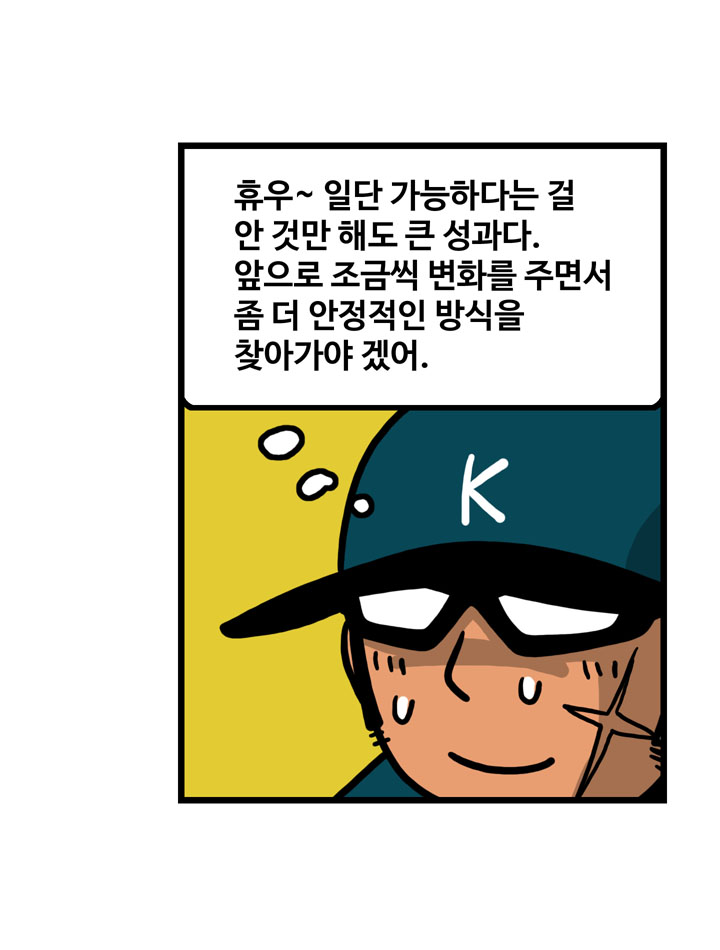 휴우~ 일단 가능하다는 걸
안 것만 해도 큰 성과다.
앞으로 조금씩 변화를 주면서
좀 더 안정적인 방식을
찾아가야 겠어.
K